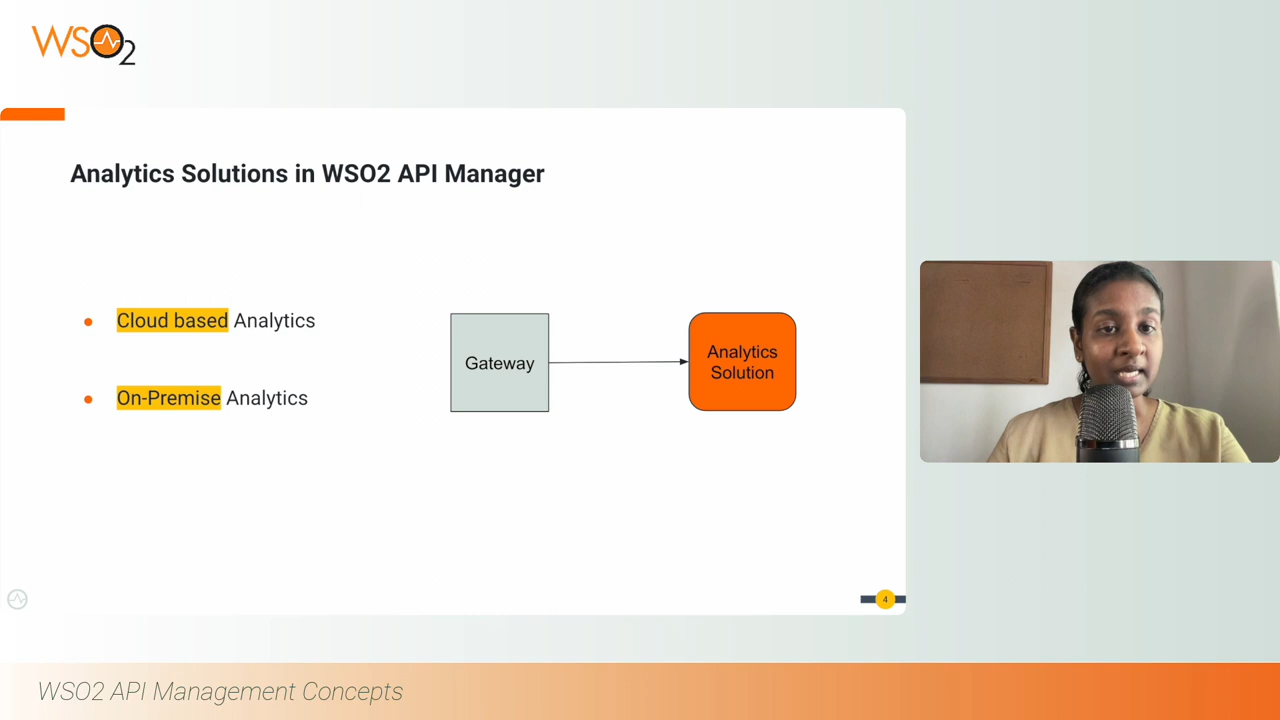 WSO2
Analytics Solutions in WSO2 API Manager
Cloud based Analytics
On-Premise Analytics
Gateway
Analytics
Solution
4
WSO2 API Management Concepts